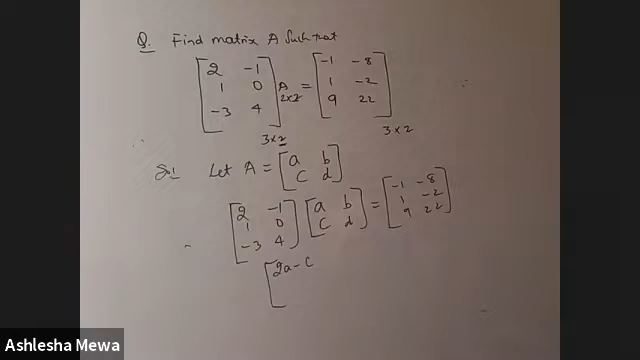 Q. Find matrix A Such that
[2 -1
1 0
-3 4] 3×2 A 2×2 = [-1 -8
1 -2
9 22] 3×2
Sol Let A = [a b
c d]
[2 -1
1 0
-3 4] [a b
c d] = [-1 -8
1 -2
9 22]
[2a-c
Ashlesha Mewa